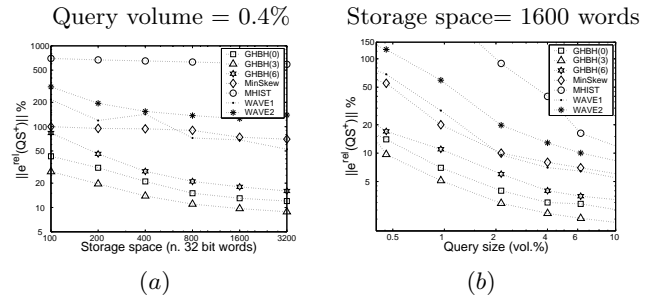 Query volume = 0.4%
1000
500
100
50
10
5
100
200
400
800
1600
3200
||e^rel(QS^+)|| %
Storage space (n. 32 bit words)
GHBH(0)
GHBH(3)
GHBH(6)
MinSkew
MHIST
WAVE1
WAVE2
(a)
Storage space= 1600 words
150
100
50
10
5
0.5
1
2
4
6
10
||e^rel(QS^+)|| %
Query size (vol.%)
GHBH(0)
GHBH(3)
GHBH(6)
MinSkew
MHIST
WAVE1
WAVE2
(b)